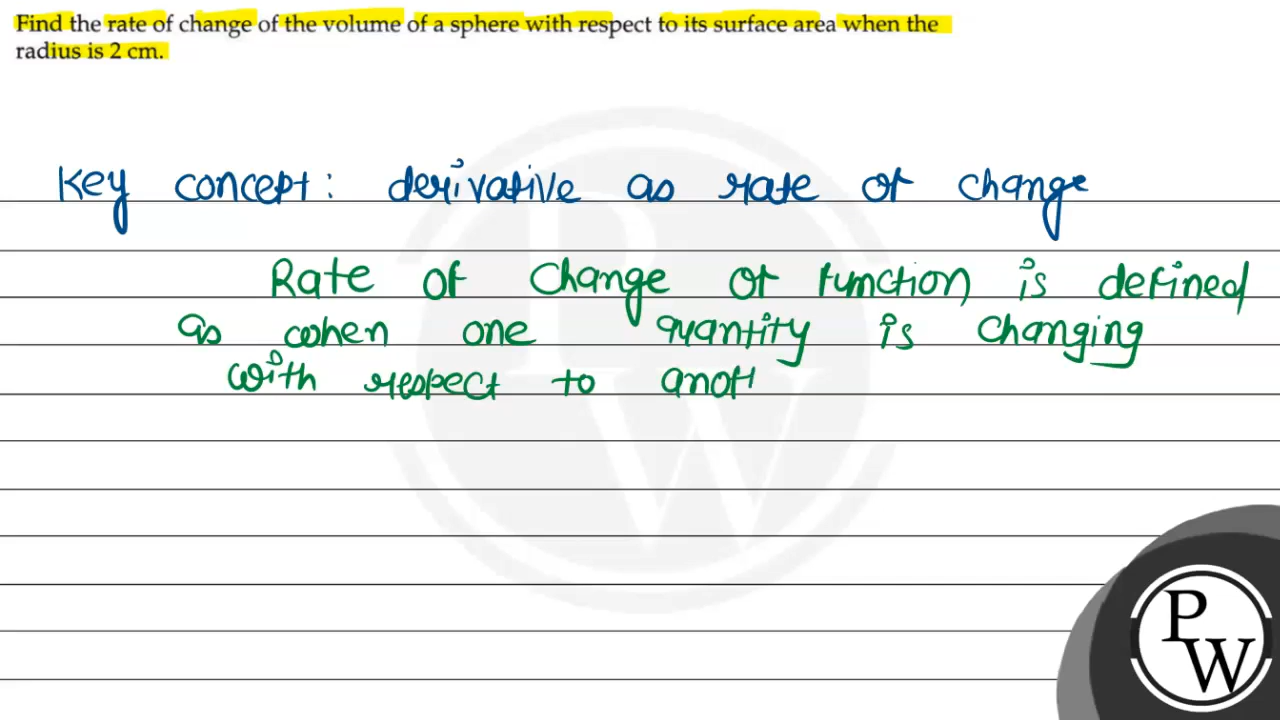 Find the rate of change of the volume of a sphere with respect to its surface area when the
radius is 2 cm.
Key concept: derivative as rate of change
Rate of change of function is defined
as when one quantity is changing
with respect to anoth
PW
PW